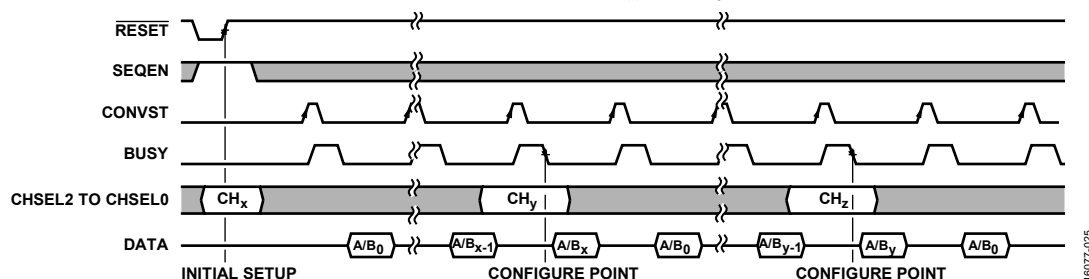 RESET
SEQEN
CONVST
BUSY
CHSEL2 TO CHSEL0 CHx CHy CHz
DATA A/B0 A/Bx-1 A/Bx A/B0 A/By-1 A/By A/B0
INITIAL SETUP CONFIGURE POINT CONFIGURE POINT